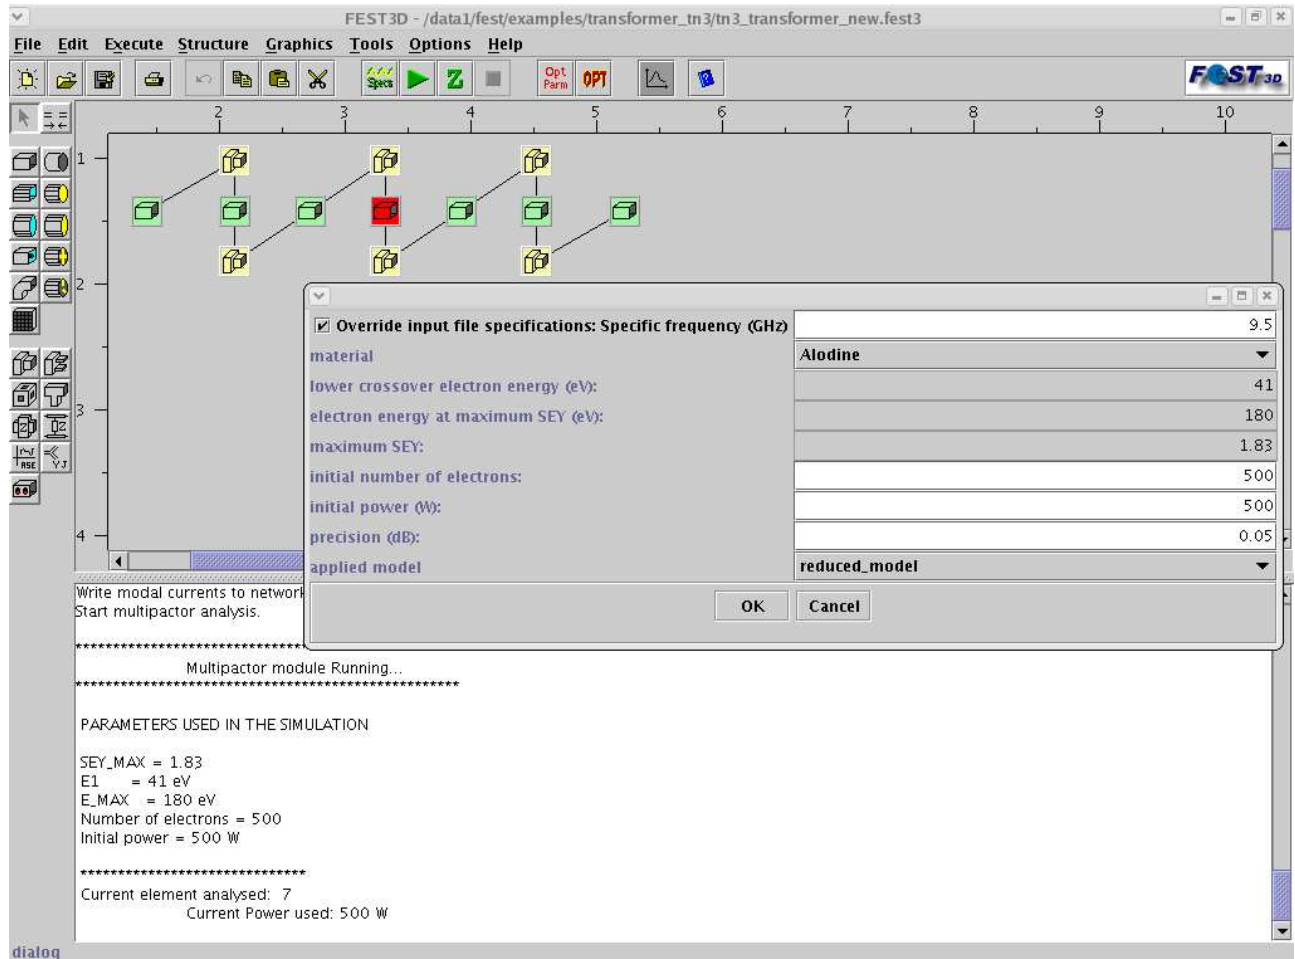 FEST3D - /data1/fest/examples/transformer_tn3/tn3_transformer_new.fest3
File Edit Execute Structure Graphics Tools Options Help
Specs Z Opt Parm OPT FEST3D
2 3 4 5 6 7 8 9 10
1
2
3
4
Override input file specifications: Specific frequency (GHz) 9.5
material Alodine
lower crossover electron energy (eV): 41
electron energy at maximum SEY (eV): 180
maximum SEY: 1.83
initial number of electrons: 500
initial power (W): 500
precision (dB): 0.05
applied model reduced_model
OK Cancel
Write modal currents to network
Start multipactor analysis.
***************************************************
Multipactor module Running...
***************************************************
PARAMETERS USED IN THE SIMULATION
SEY_MAX = 1.83
E1 = 41 eV
E_MAX = 180 eV
Number of electrons = 500
Initial power = 500 W
******************************
Current element analysed: 7
Current Power used: 500 W
dialog